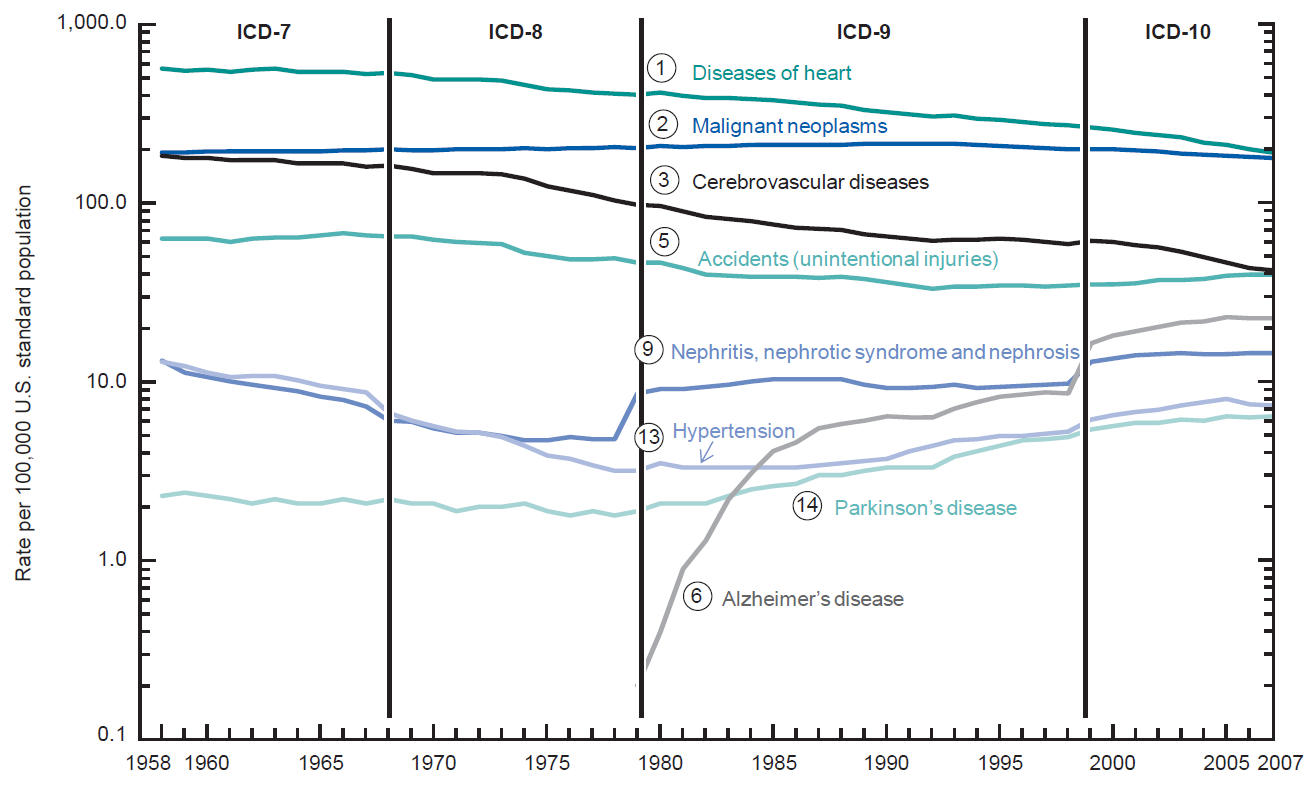 ICD-7 ICD-8 ICD-9 ICD-10
1,000.0
1 Diseases of heart
2 Malignant neoplasms
3 Cerebrovascular diseases
100.0
5 Accidents (unintentional injuries)
9 Nephritis, nephrotic syndrome and nephrosis
10.0
13 Hypertension
14 Parkinson's disease
1.0
6 Alzheimer's disease
0.1
Rate per 100,000 U.S. standard population
1958 1960 1965 1970 1975 1980 1985 1990 1995 2000 2005 2007